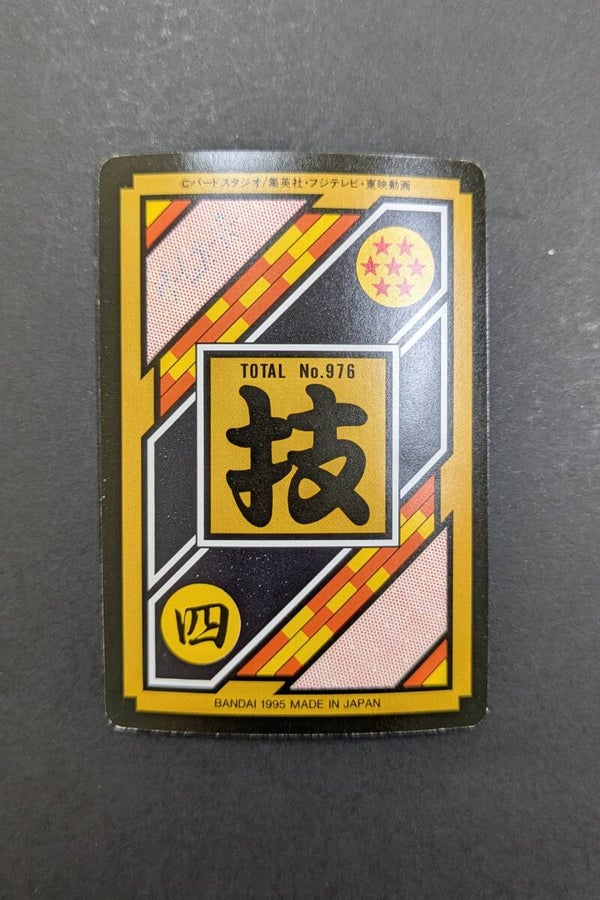 ©バードスタジオ/集英社・フジテレビ・東映動画
TOTAL No.976
技
四
BANDAI 1995 MADE IN JAPAN